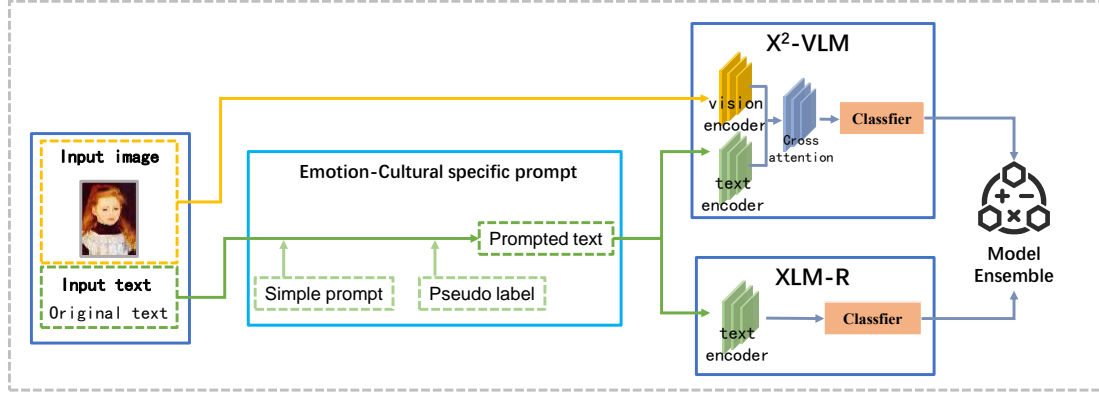 Input image
Input text
Original text
Emotion-Cultural specific prompt
Simple prompt
Pseudo label
Prompted text
X²-VLM
vision
encoder
text
encoder
Cross
attention
Classfier
XLM-R
text
encoder
Classfier
Model
Ensemble